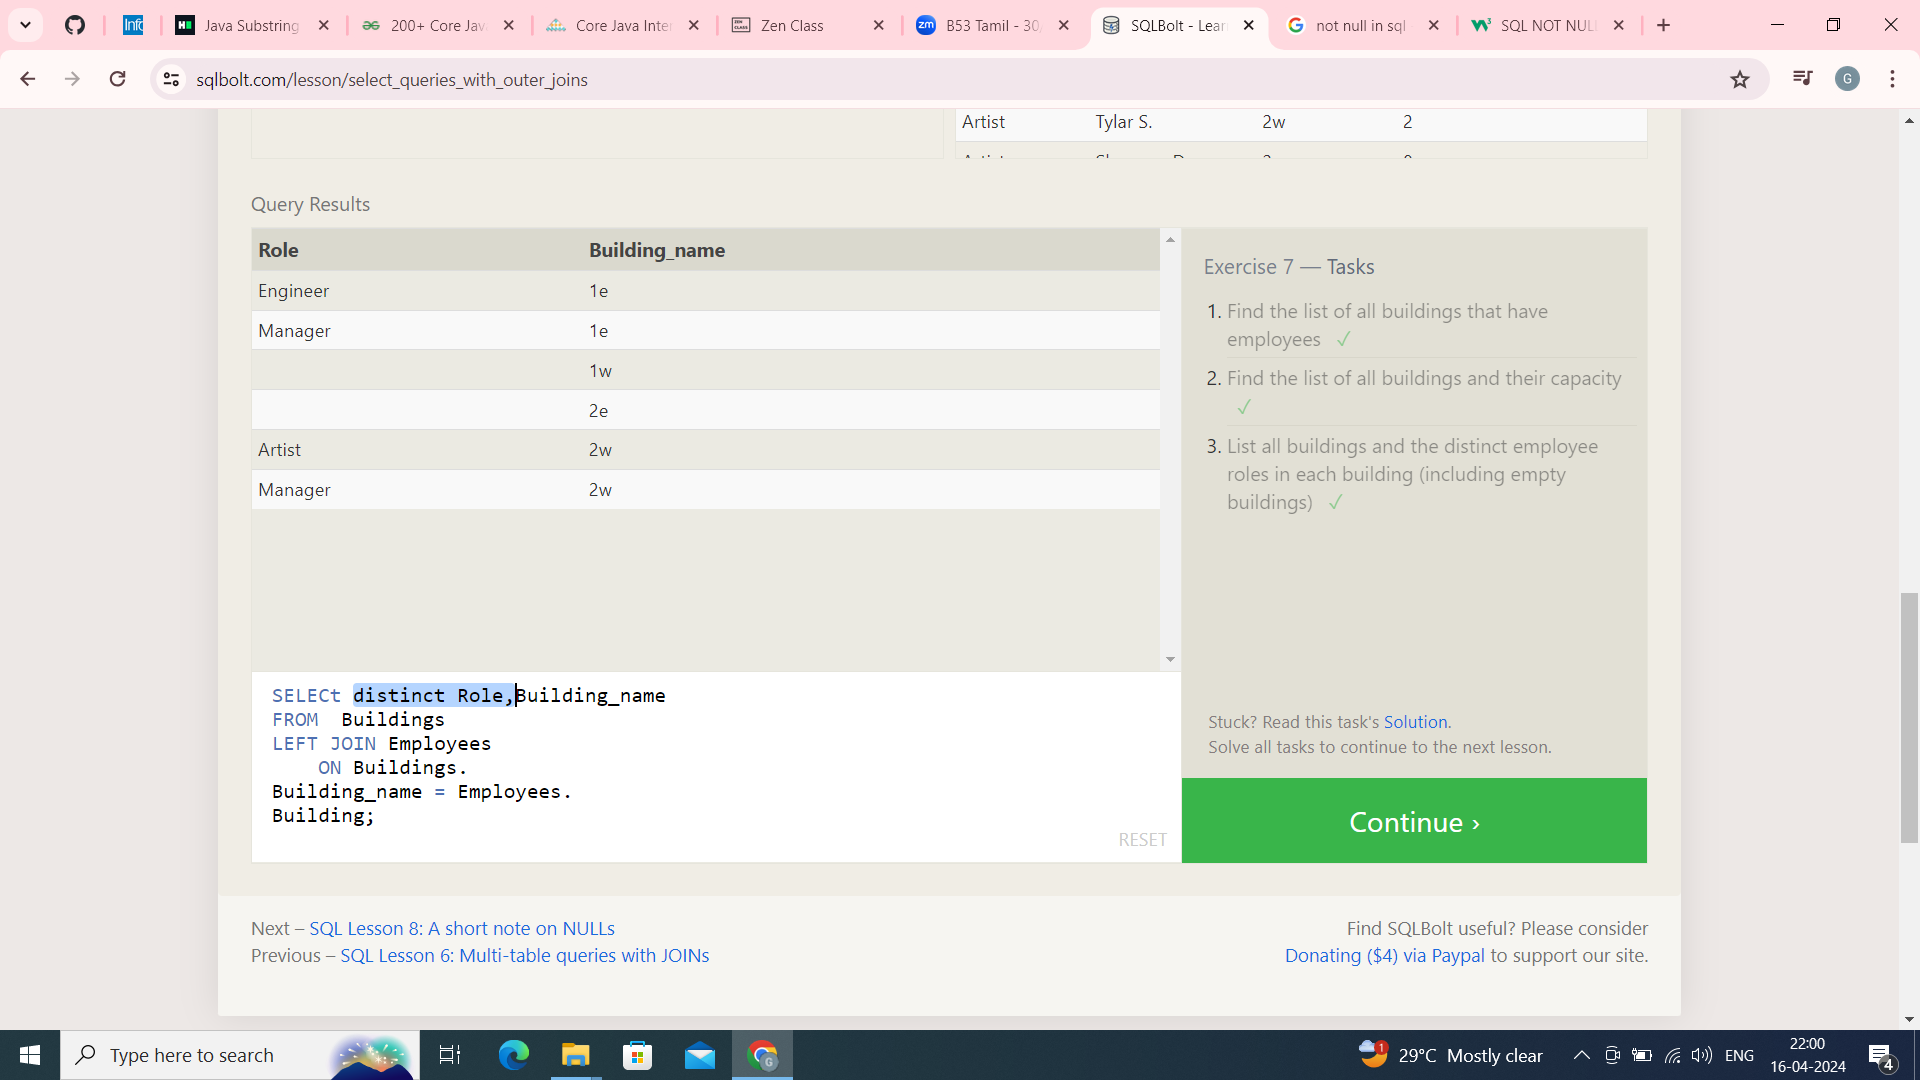 Info
Java Substring
200+ Core Jav
Core Java Inter
Zen Class
zm B53 Tamil - 30,
SQLBolt - Lear
not null in sql
SQL NOT NUL
sqlbolt.com/lesson/select_queries_with_outer_joins
G
Artist Tylar S. 2w 2
Query Results
Role Building_name
Engineer 1e
Manager 1e
1w
2e
Artist 2w
Manager 2w
Exercise 7 — Tasks
1. Find the list of all buildings that have
employees ✓
2. Find the list of all buildings and their capacity
✓
3. List all buildings and the distinct employee
roles in each building (including empty
buildings) ✓
SELECt distinct Role,Building_name
FROM  Buildings
LEFT JOIN Employees
    ON Buildings.
Building_name = Employees.
Building;
RESET
Stuck? Read this task's Solution.
Solve all tasks to continue to the next lesson.
Continue ›
Next – SQL Lesson 8: A short note on NULLs
Previous – SQL Lesson 6: Multi-table queries with JOINs
Find SQLBolt useful? Please consider
Donating ($4) via Paypal to support our site.
Type here to search
G
1
29°C Mostly clear
ENG
22:00
16-04-2024
4